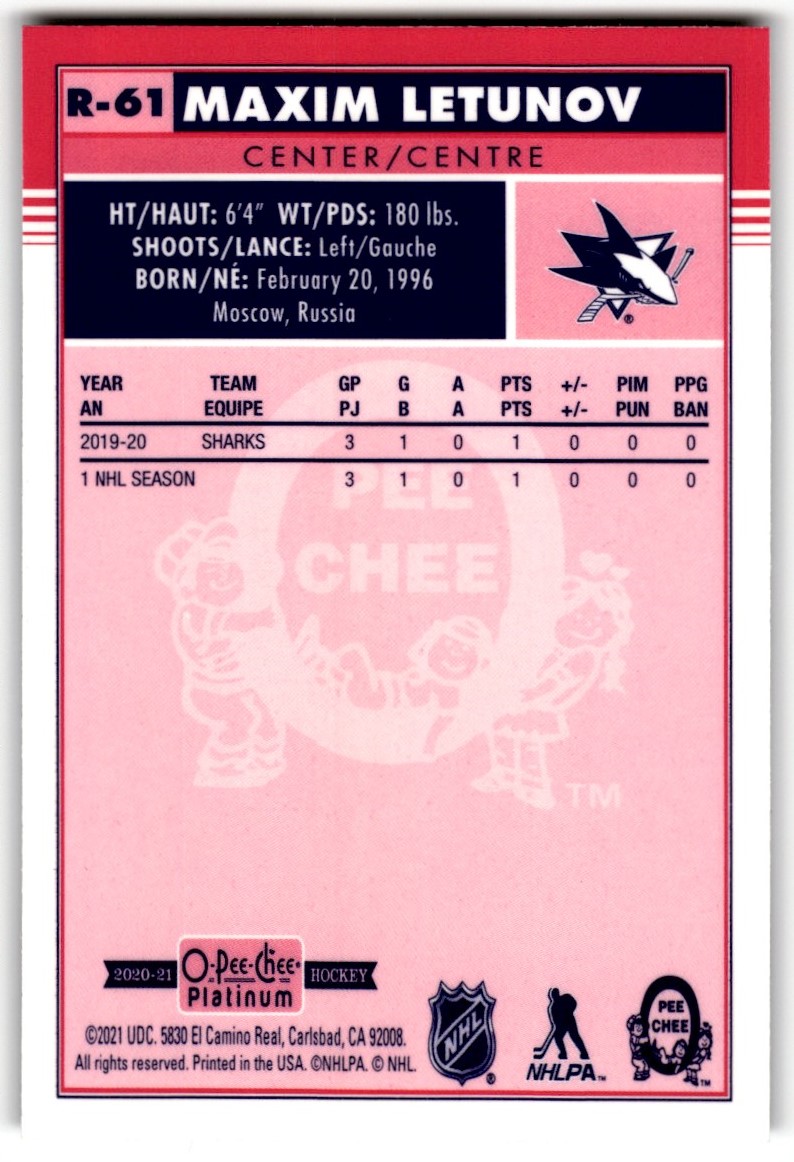 R-61 MAXIM LETUNOV
CENTER/CENTRE
HT/HAUT: 6'4" WT/PDS: 180 lbs.
SHOOTS/LANCE: Left/Gauche
BORN/NÉ: February 20, 1996
Moscow, Russia
®
YEAR TEAM GP G A PTS +/- PIM PPG
AN EQUIPE PJ B A PTS +/- PUN BAN
2019-20 SHARKS 3 1 0 1 0 0 0
1 NHL SEASON 3 1 0 1 0 0 0
PEE
CHEE
TM
2020-21 O-Pee-Chee HOCKEY
Platinum
©2021 UDC. 5830 El Camino Real, Carlsbad, CA 92008.
All rights reserved. Printed in the USA. ©NHLPA. © NHL.
NHL ®
NHLPA™
PEE
CHEE
TM